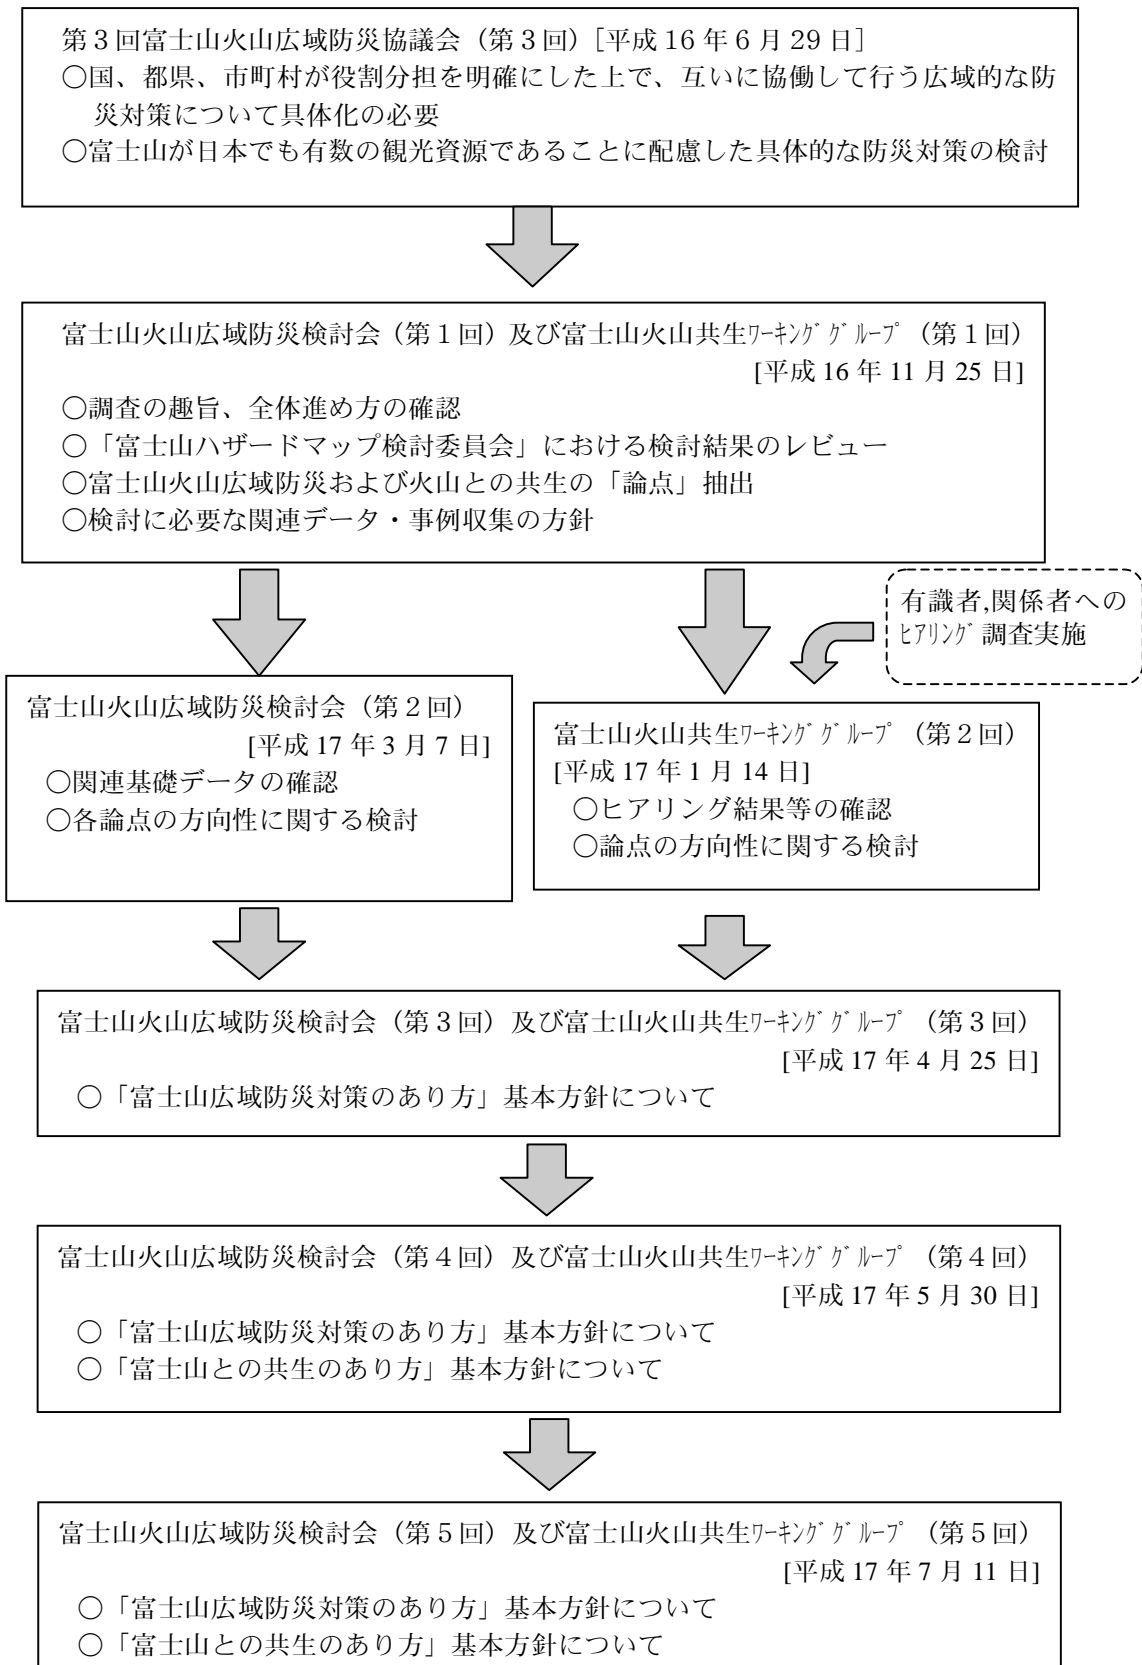 第3回富士山火山広域防災協議会（第3回）［平成16年6月29日］
○国、都県、市町村が役割分担を明確にした上で、互いに協働して行う広域的な防
災対策について具体化の必要
○富士山が日本でも有数の観光資源であることに配慮した具体的な防災対策の検討
富士山火山広域防災検討会（第1回）及び富士山火山共生ﾜｰｷﾝｸﾞｸﾞﾙｰﾌﾟ（第1回）
[平成16年11月25日]
○調査の趣旨、全体進め方の確認
○「富士山ハザードマップ検討委員会」における検討結果のレビュー
○富士山火山広域防災および火山との共生の「論点」抽出
○検討に必要な関連データ・事例収集の方針
有識者,関係者への
ﾋｱﾘﾝｸﾞ調査実施
富士山火山広域防災検討会（第2回）
[平成17年3月7日]
○関連基礎データの確認
○各論点の方向性に関する検討
富士山火山共生ﾜｰｷﾝｸﾞｸﾞﾙｰﾌﾟ（第2回）
[平成17年1月14日]
○ヒアリング結果等の確認
○論点の方向性に関する検討
富士山火山広域防災検討会（第3回）及び富士山火山共生ﾜｰｷﾝｸﾞｸﾞﾙｰﾌﾟ（第3回）
[平成17年4月25日]
○「富士山広域防災対策のあり方」基本方針について
富士山火山広域防災検討会（第4回）及び富士山火山共生ﾜｰｷﾝｸﾞｸﾞﾙｰﾌﾟ（第4回）
[平成17年5月30日]
○「富士山広域防災対策のあり方」基本方針について
○「富士山との共生のあり方」基本方針について
富士山火山広域防災検討会（第5回）及び富士山火山共生ﾜｰｷﾝｸﾞｸﾞﾙｰﾌﾟ（第5回）
[平成17年7月11日]
○「富士山広域防災対策のあり方」基本方針について
○「富士山との共生のあり方」基本方針について